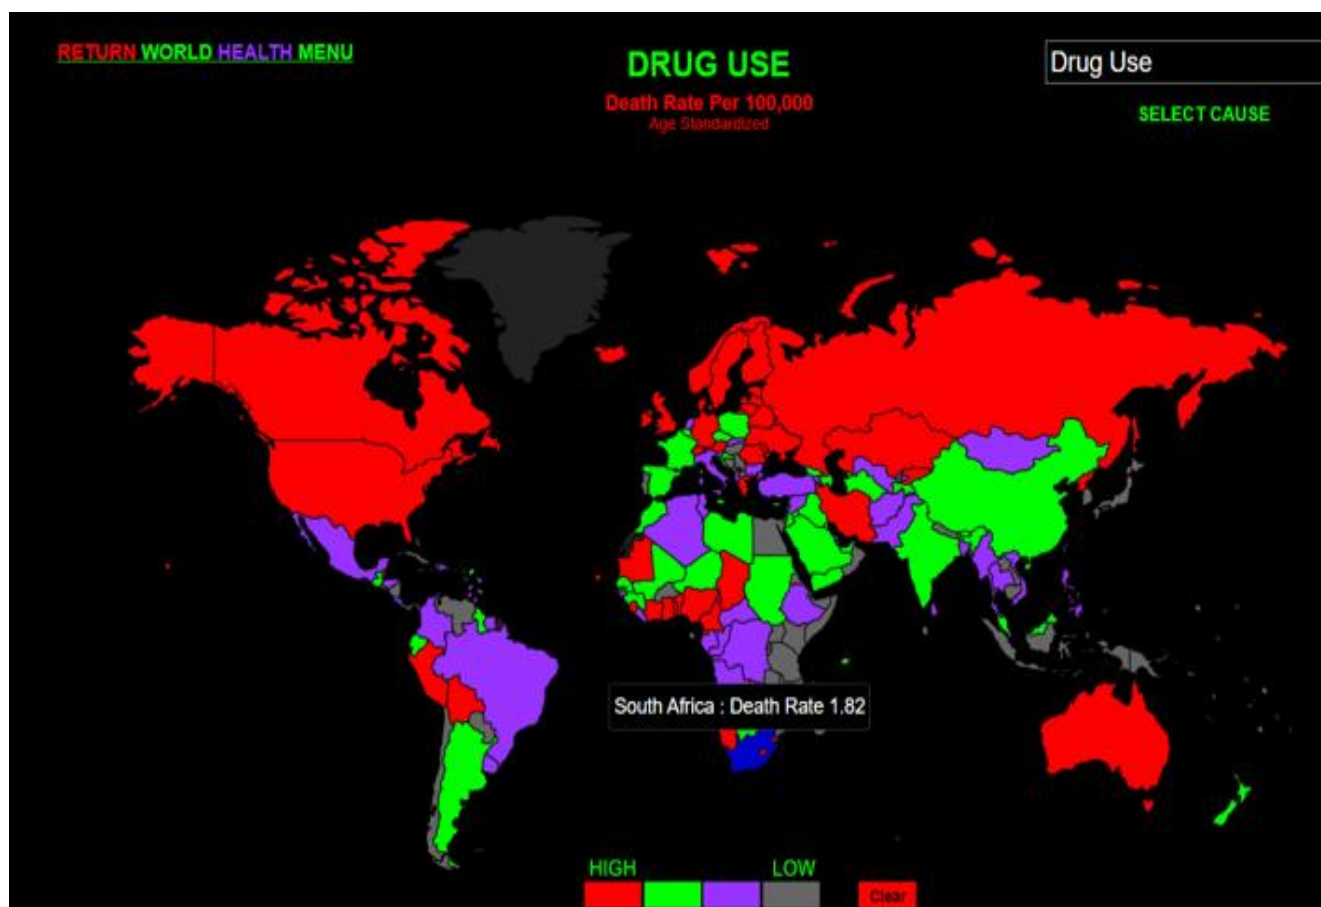 RETURN WORLD HEALTH MENU
DRUG USE
Death Rate Per 100,000
Age Standardized
Drug Use
SELECT CAUSE
South Africa : Death Rate 1.82
HIGH
LOW
Clear